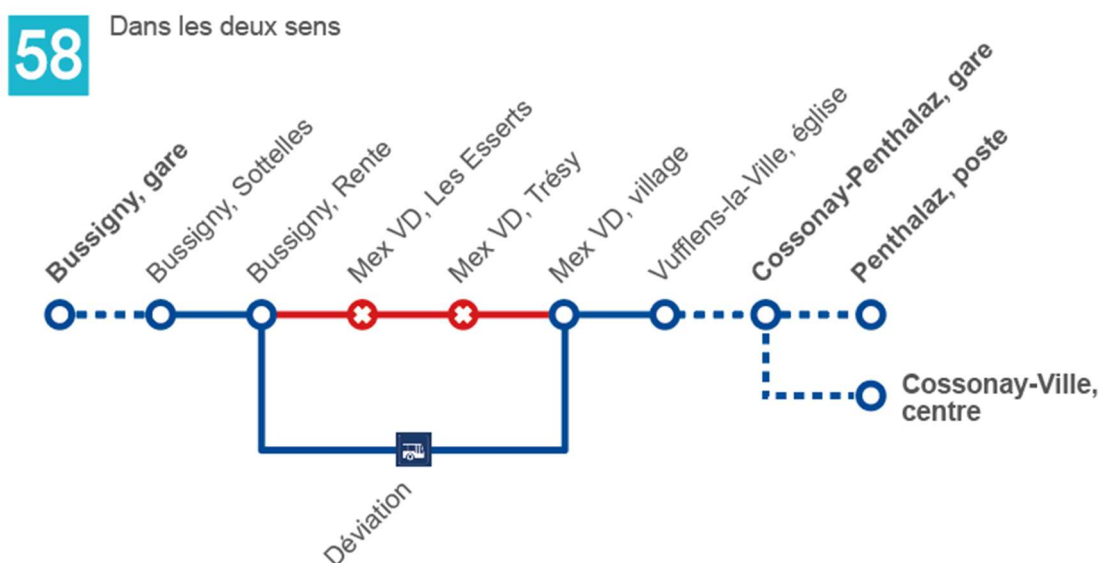 58
Dans les deux sens
Bussigny, gare
Bussigny, Sottelles
Bussigny, Rente
Mex VD, Les Esserts
Mex VD, Trésy
Mex VD, village
Vufflens-la-Ville, église
Cossonay-Penthalaz, gare
Penthalaz, poste
Cossonay-Ville,
centre
Déviation